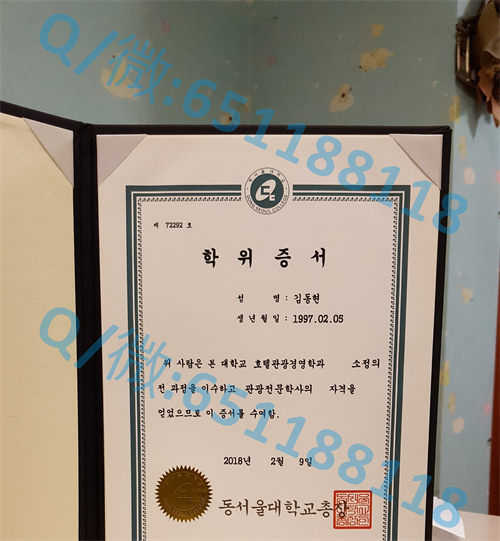 Q/微:651188118
DONG SEOUL COLLEGE
제 72292 호
학위증서
성 명 : 김동현
생 년 월 일 : 1997.02.05
위 사람은 본 대학교 호텔관광경영학과 소정의
전 과정을 이수하고 관광전문학사의 자격을
얻었으므로 이 증서를 수여함.
2018년 2월 9일
동서울대학교총장
Q/微:651188118